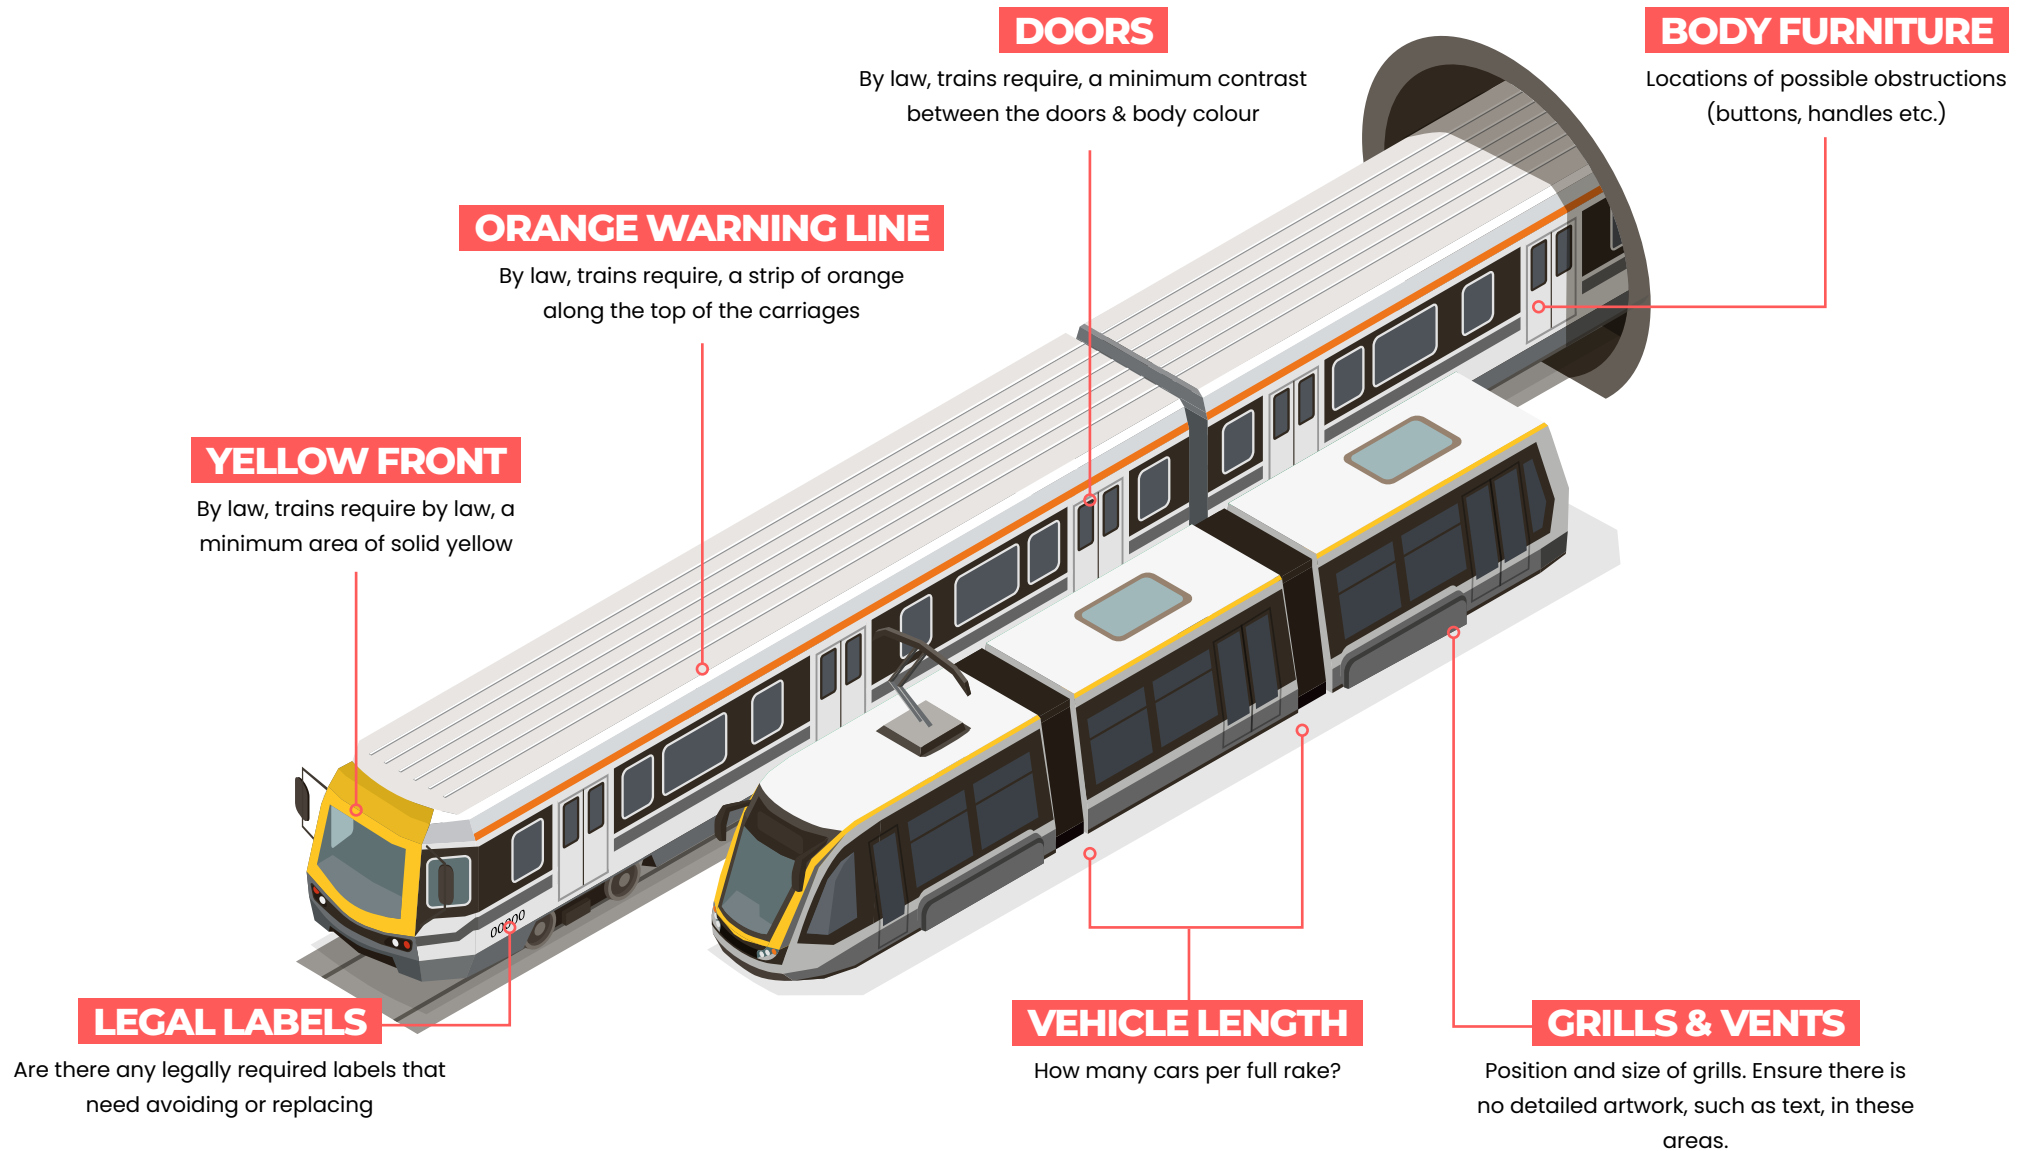 DOORS
By law, trains require, a minimum contrast
between the doors & body colour
BODY FURNITURE
Locations of possible obstructions
(buttons, handles etc.)
ORANGE WARNING LINE
By law, trains require, a strip of orange
along the top of the carriages
YELLOW FRONT
By law, trains require by law, a
minimum area of solid yellow
00000
LEGAL LABELS
Are there any legally required labels that
need avoiding or replacing
VEHICLE LENGTH
How many cars per full rake?
GRILLS & VENTS
Position and size of grills. Ensure there is
no detailed artwork, such as text, in these
areas.